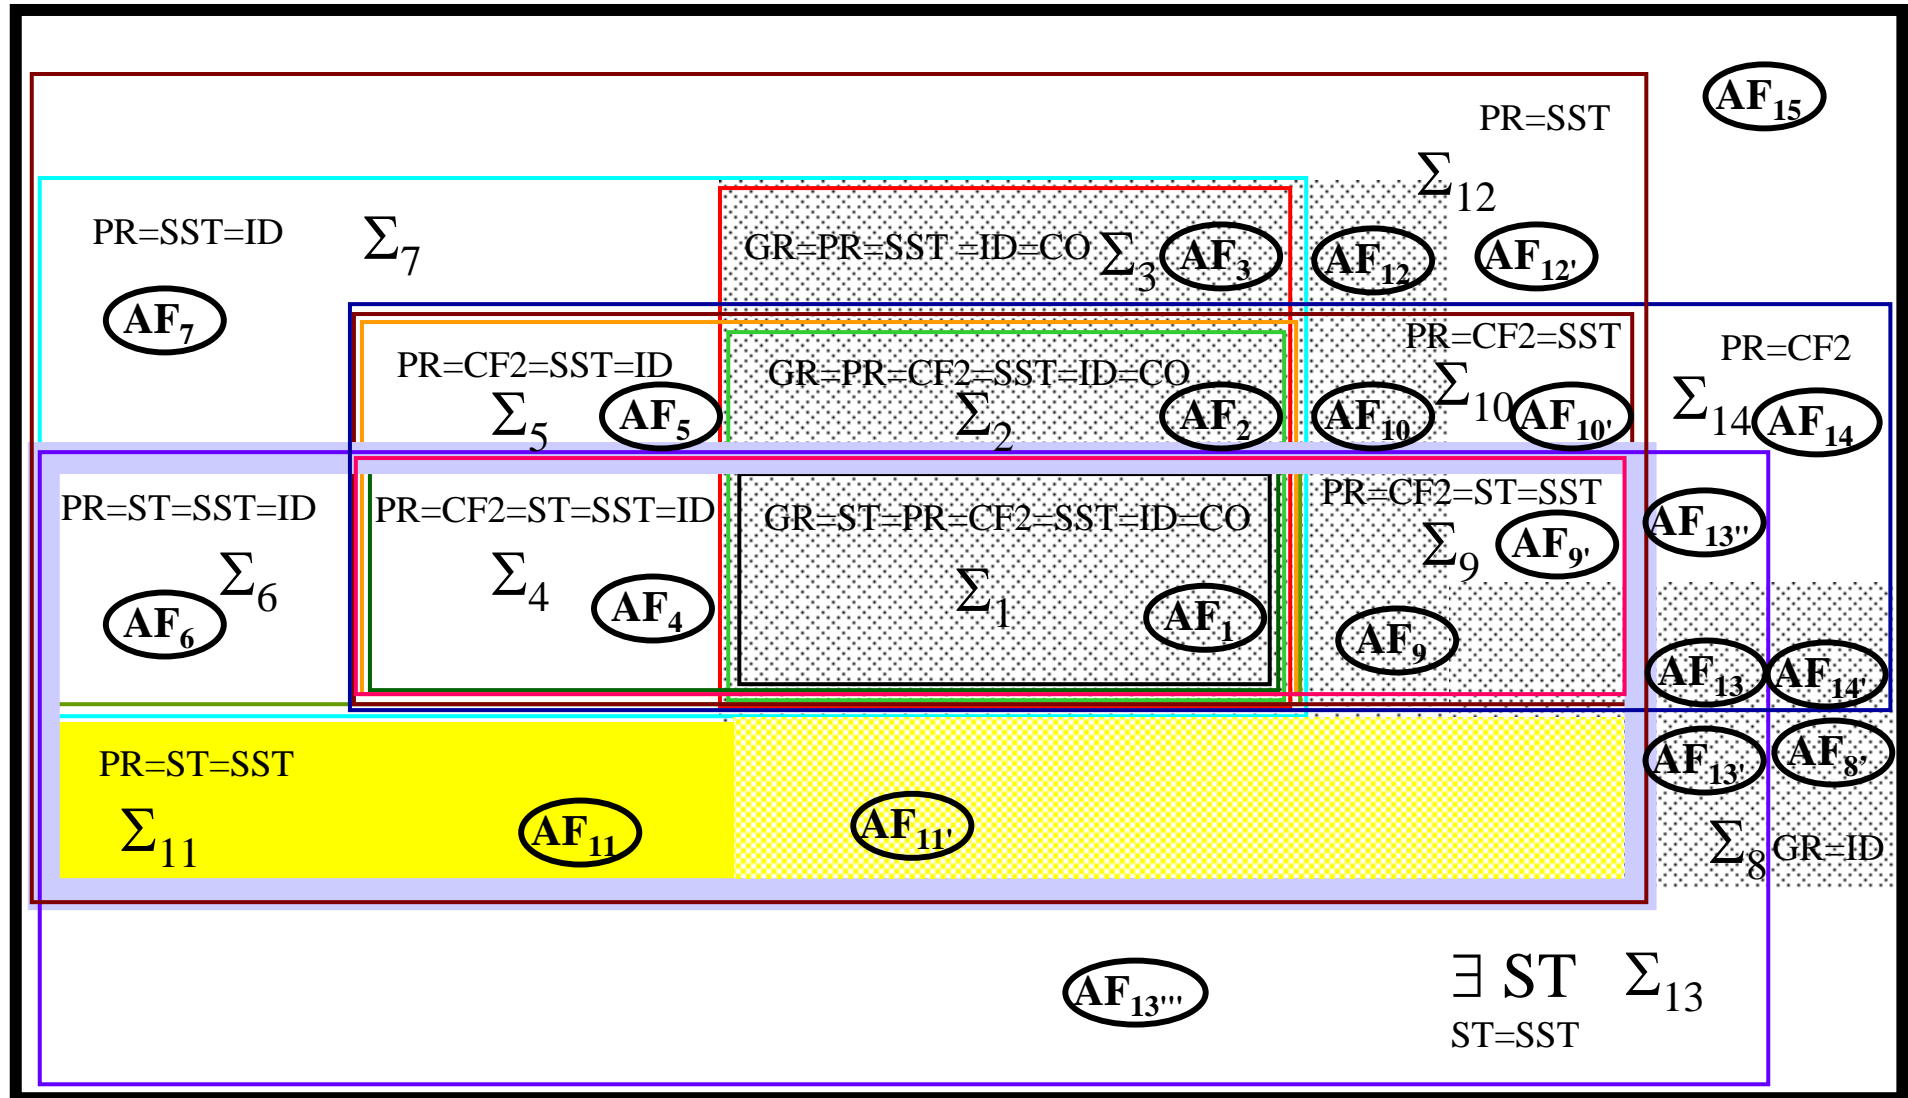 AF₁₅
PR=SST
Σ₁₂
PR=SST=ID
Σ₇
GR=PR=SST =ID=CO
Σ₃
AF₃
AF₁₂
AF₁₂'
AF₇
PR=CF2=SST=ID
GR=PR=CF2=SST=ID=CO
PR=CF2=SST
PR=CF2
Σ₅
AF₅
Σ₂
AF₂
AF₁₀
Σ₁₀
AF₁₀'
Σ₁₄
AF₁₄
PR=ST=SST=ID
PR=CF2=ST=SST=ID
GR=ST=PR=CF2=SST=ID=CO
PR=CF2=ST=SST
AF₁₃''
Σ₆
Σ₄
Σ₁
Σ₉
AF₉'
AF₆
AF₄
AF₁
AF₉
AF₁₃
AF₁₄'
PR=ST=SST
AF₁₃'
AF₈'
Σ₁₁
AF₁₁
AF₁₁'
Σ₈
GR=ID
AF₁₃'''
∃ ST Σ₁₃
ST=SST